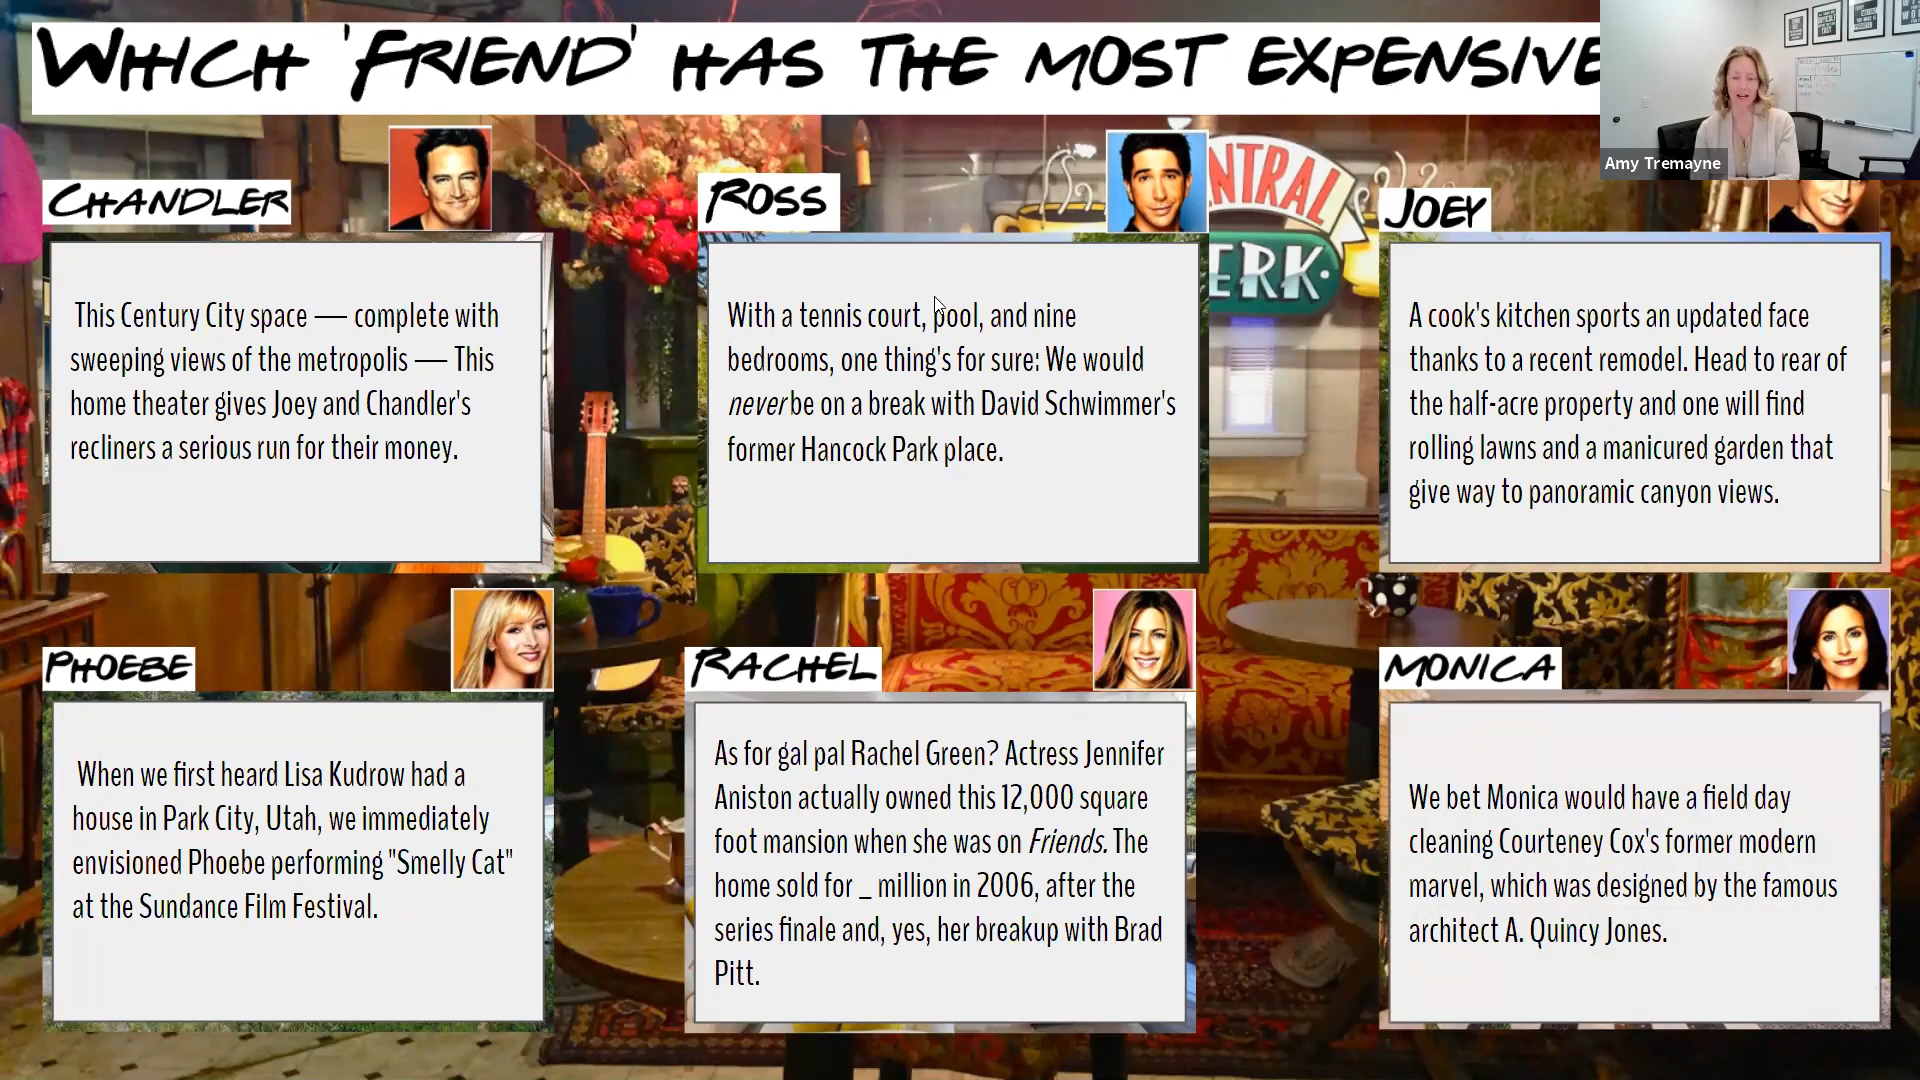 WHICH 'FRIEND' HAS THE MOST EXPENSIVE
Amy Tremayne
CHANDLER
This Century City space — complete with
sweeping views of the metropolis — This
home theater gives Joey and Chandler's
recliners a serious run for their money.
ROSS
With a tennis court, pool, and nine
bedrooms, one thing's for sure: We would
never be on a break with David Schwimmer's
former Hancock Park place.
NTRAL
ERK
JOEY
A cook's kitchen sports an updated face
thanks to a recent remodel. Head to rear of
the half-acre property and one will find
rolling lawns and a manicured garden that
give way to panoramic canyon views.
PHOEBE
When we first heard Lisa Kudrow had a
house in Park City, Utah, we immediately
envisioned Phoebe performing "Smelly Cat"
at the Sundance Film Festival.
RACHEL
As for gal pal Rachel Green? Actress Jennifer
Aniston actually owned this 12,000 square
foot mansion when she was on Friends. The
home sold for _ million in 2006, after the
series finale and, yes, her breakup with Brad
Pitt.
MONICA
We bet Monica would have a field day
cleaning Courteney Cox's former modern
marvel, which was designed by the famous
architect A. Quincy Jones.